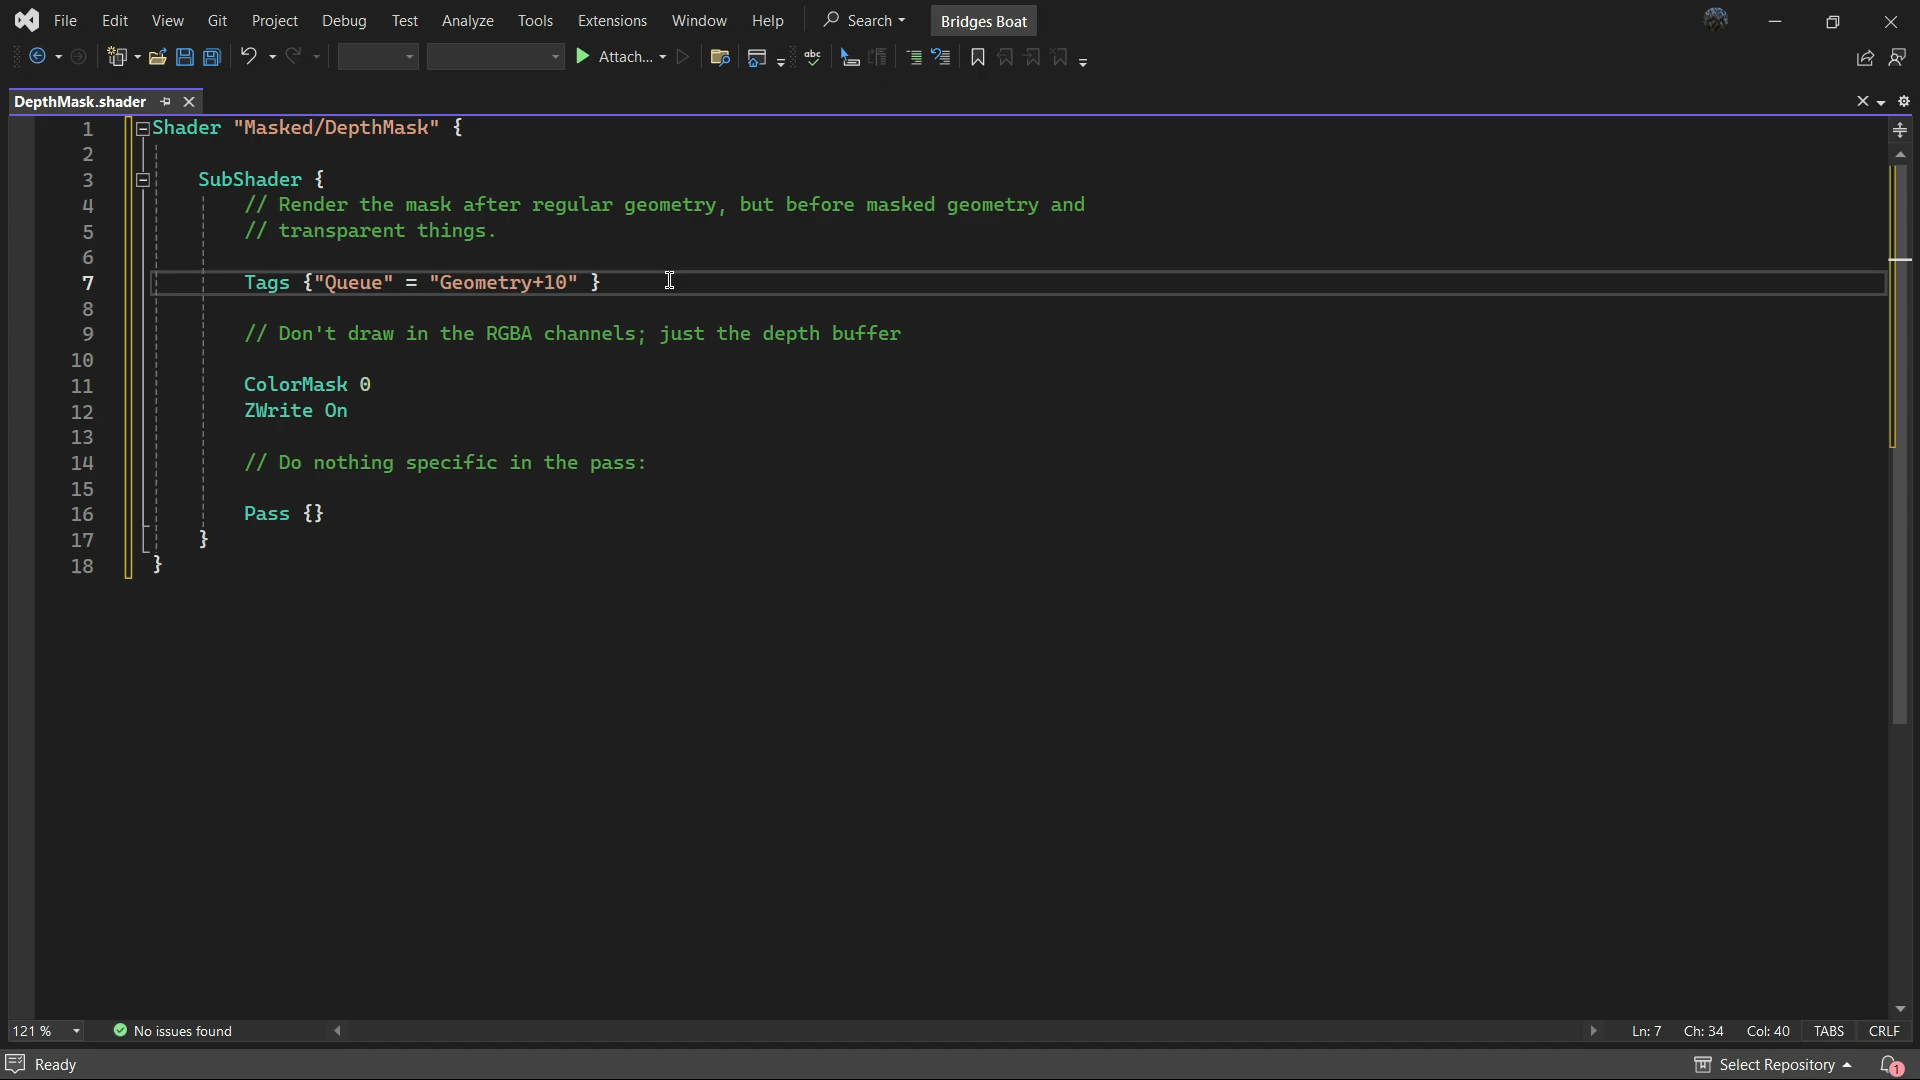 File Edit View Git Project Debug Test Analyze Tools Extensions Window Help Search Bridges Boat
Attach...
DepthMask.shader
1 Shader "Masked/DepthMask" {
2
3 SubShader {
4 // Render the mask after regular geometry, but before masked geometry and
5 // transparent things.
6
7 Tags {"Queue" = "Geometry+10" }
8
9 // Don't draw in the RGBA channels; just the depth buffer
10
11 ColorMask 0
12 ZWrite On
13
14 // Do nothing specific in the pass:
15
16 Pass {}
17 }
18 }
121 % No issues found Ln: 7 Ch: 34 Col: 40 TABS CRLF
Ready Select Repository 1